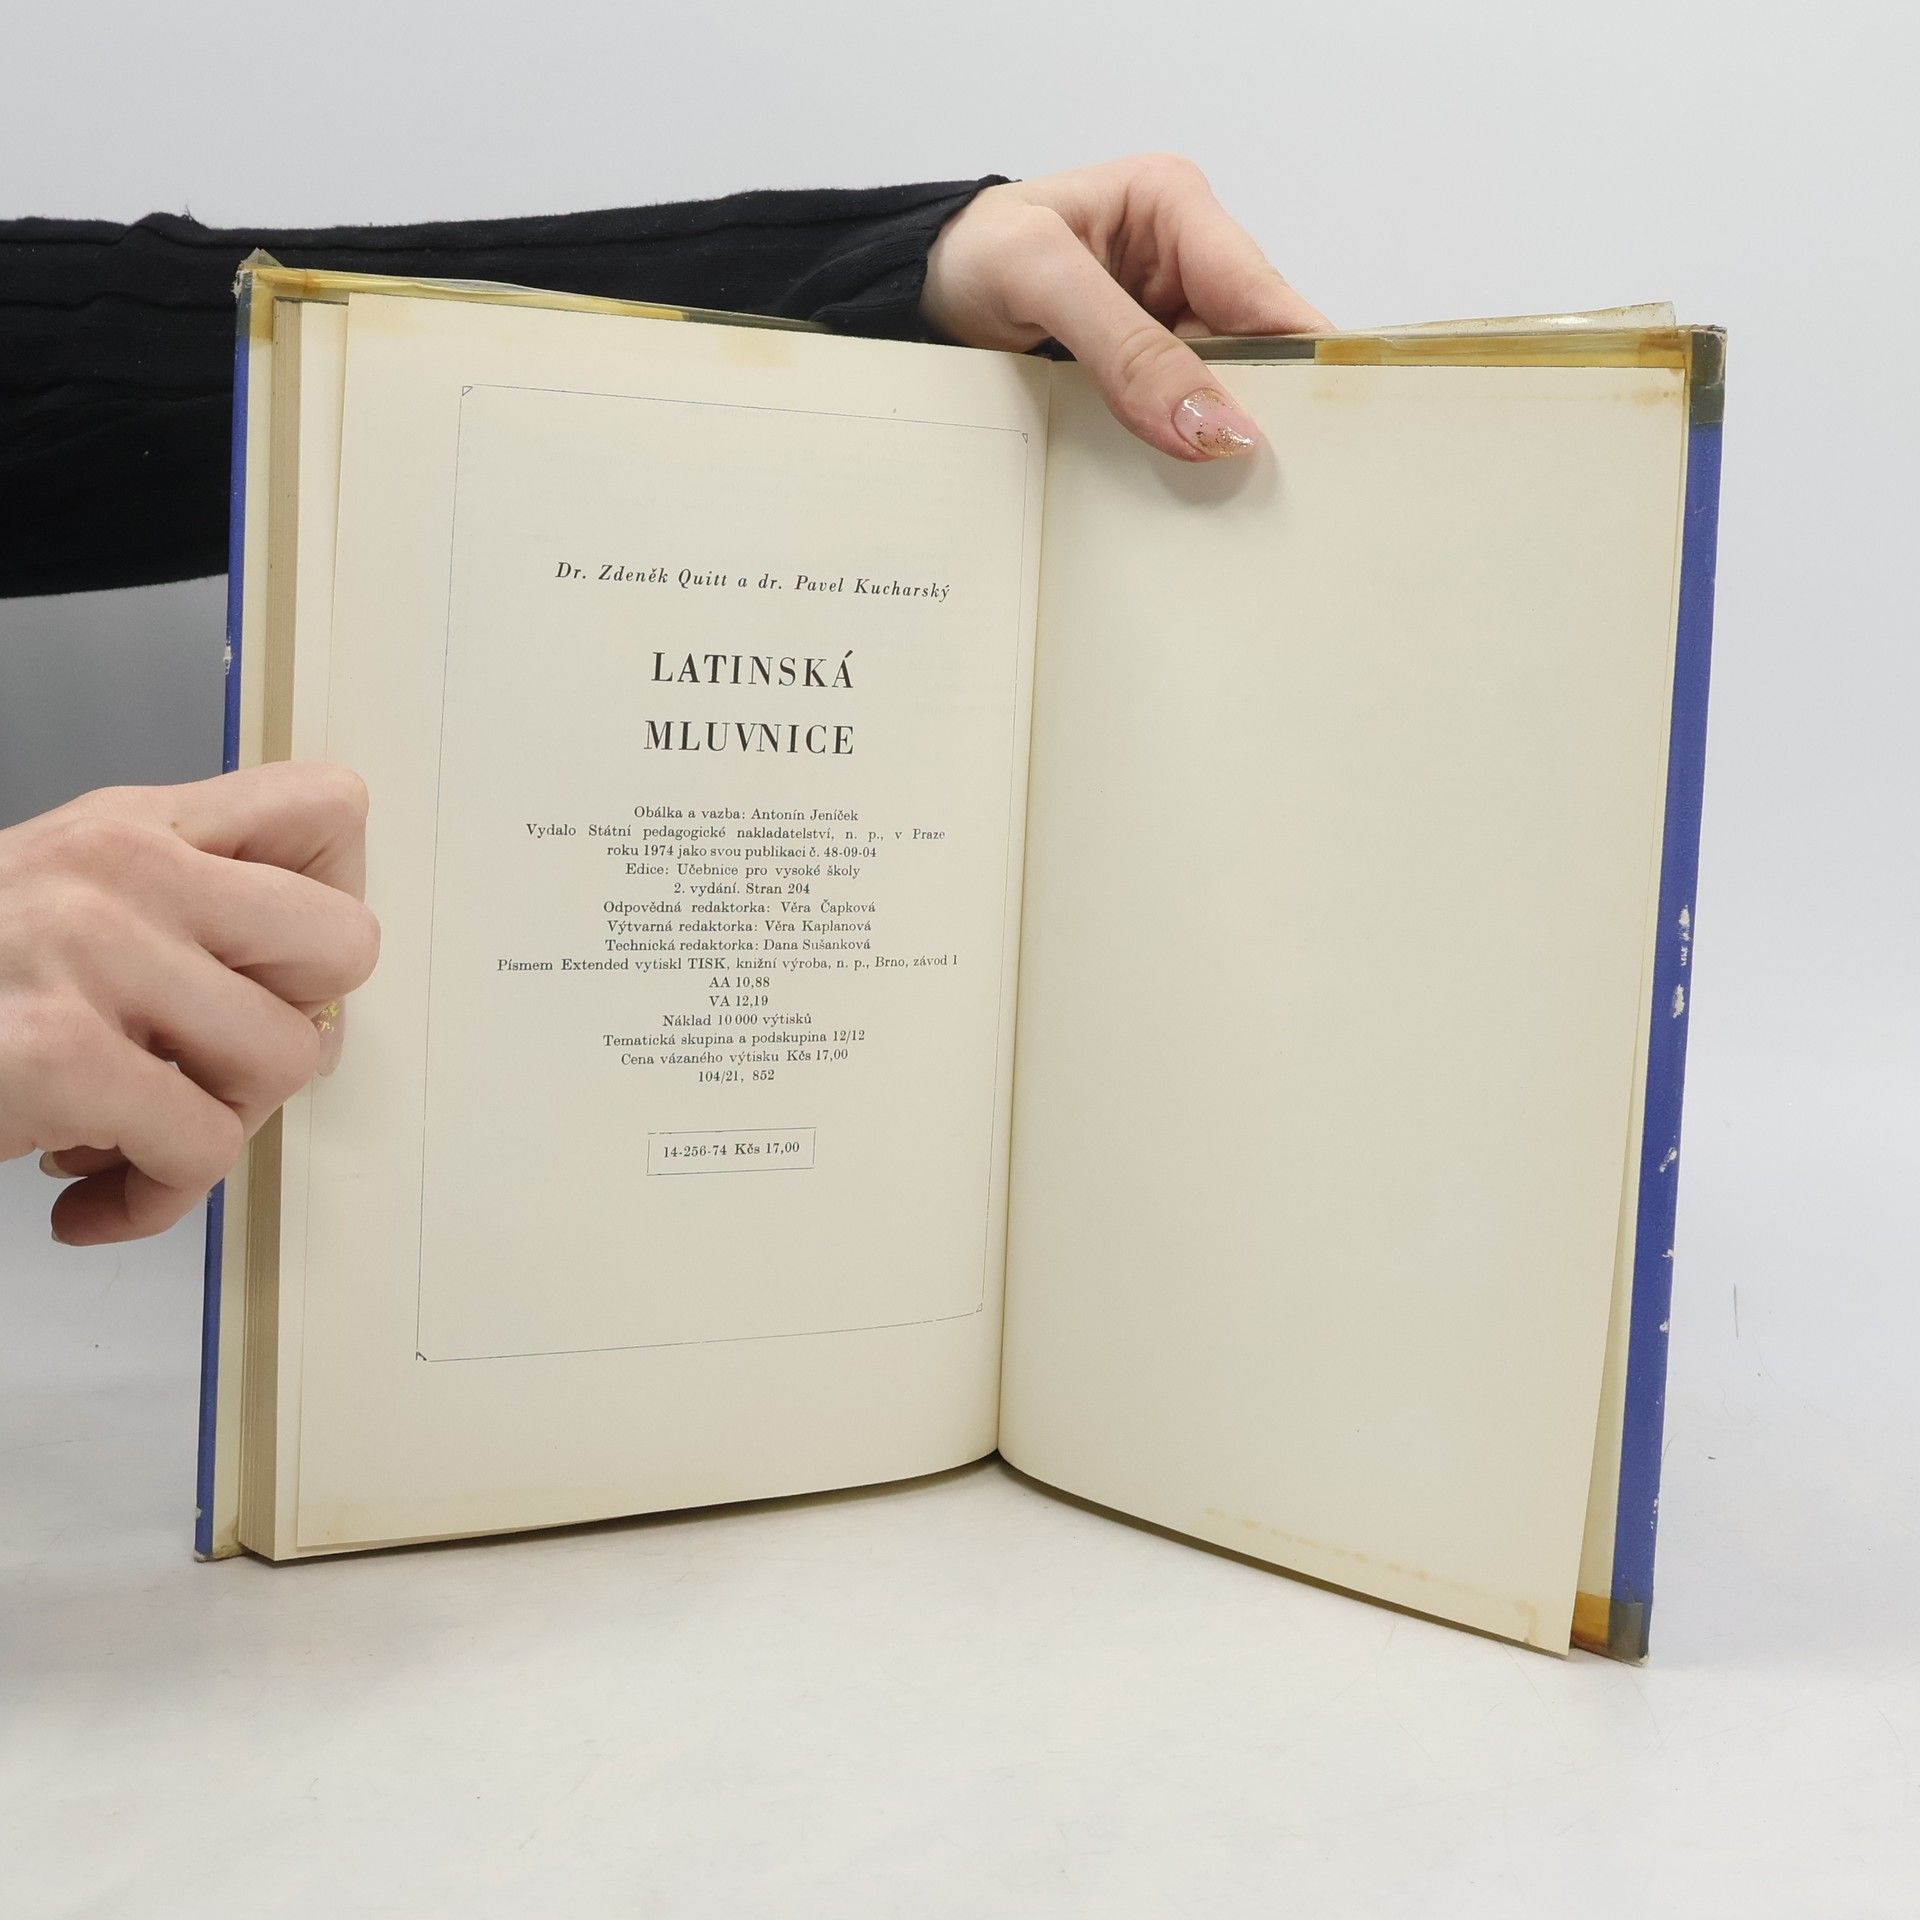 Dr. Zdeněk Quitt a dr. Pavel Kucharský
LATINSKÁ
MLUVNICE
Obálka a vazba: Antonín Jeníček
Vydalo Státní pedagogické nakladatelství, n. p., v Praze
roku 1974 jako svou publikaci č. 48-09-04
Edice: Učebnice pro vysoké školy
2. vydání. Stran 204
Odpovědná redaktorka: Věra Čapková
Výtvarná redaktorka: Věra Kaplanová
Technická redaktorka: Dana Sušanková
Písmem Extended vytiskl TISK, knižní výroba, n. p., Brno, závod 1
AA 10,88
VA 12,19
Náklad 10 000 výtisků
Tematická skupina a podskupina 12/12
Cena vázaného výtisku Kčs 17,00
104/21, 852
14-256-74 Kčs 17,00